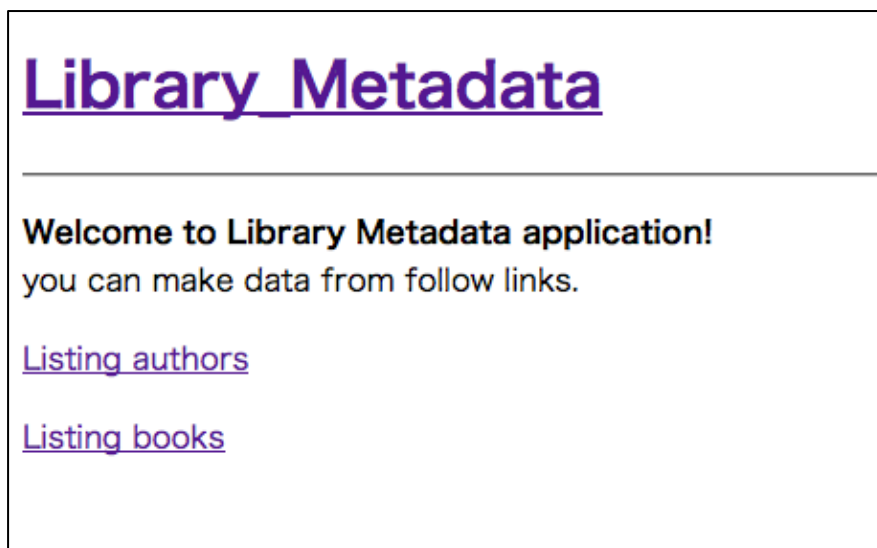 Library_Metadata
Welcome to Library Metadata application!
you can make data from follow links.
Listing authors
Listing books